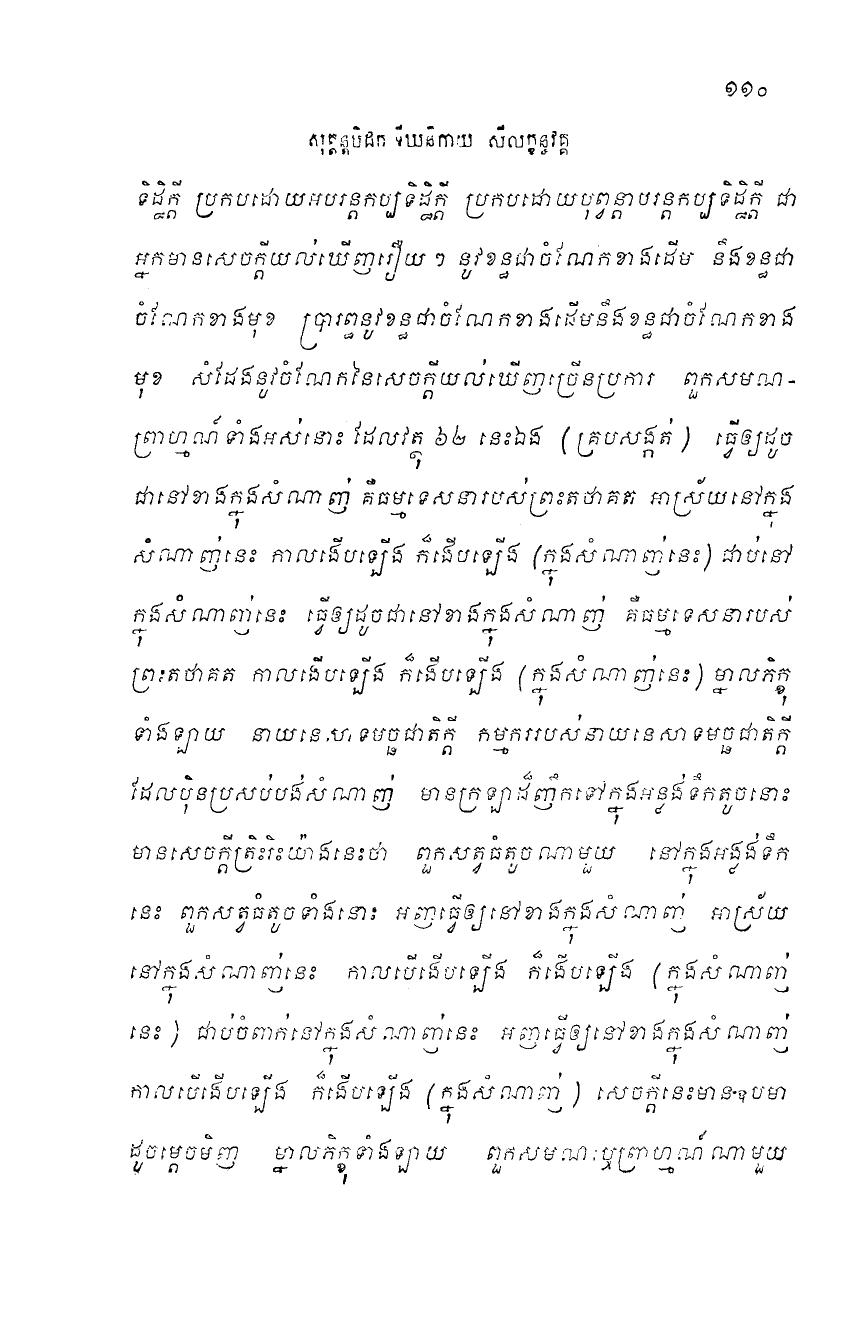 ១១០
សុត្តន្តបិដក ទីឃនិកាយ សីលក្ខន្ធវគ្គ
ទិដ្ឋិក្តី ប្រកបដោយអបរន្តកប្បទិដ្ឋិក្តី ប្រកបដោយបុព្វន្តាបរន្តកប្បទិដ្ឋិក្តី ជា
អ្នកមានសេចក្តីយល់ឃើញរឿយ ៗ នូវខន្ធជាចំណែកខាងដើម នឹងខន្ធជា
ចំណែកខាងមុខ ប្រារព្ធនូវខន្ធជាចំណែកខាងដើមនឹងខន្ធជាចំណែកខាង
មុខ សំដែងនូវចំណែកនៃសេចក្តីយល់ឃើញច្រើនប្រការ ពួកសមណ-
ព្រាហ្មណ៍ទាំងអស់នោះ ដែលវត្ថុ ៦២ នេះឯង (គ្របសង្កត់) ធ្វើឲ្យដូច
ជានៅខាងក្នុងសំណាញ់ គឺធម្មទេសនារបស់ព្រះតថាគត អាស្រ័យនៅក្នុង
សំណាញ់នេះ កាលងើបឡើង ក៏ងើបឡើង (ក្នុងសំណាញ់នេះ) ជាប់នៅ
ក្នុងសំណាញ់នេះ ធ្វើឲ្យដូចជានៅខាងក្នុងសំណាញ់ គឺធម្មទេសនារបស់
ព្រះតថាគត កាលងើបឡើង ក៏ងើបឡើង (ក្នុងសំណាញ់នេះ) ម្នាលភិក្ខុ
ទាំងឡាយ នាយនេសាទមច្ឆជាតិក្តី កម្មកររបស់នាយនេសាទមច្ឆជាតិក្តី
ដែលប៉ិនប្រសប់បង់សំណាញ់ មានក្រឡាដ៏ញឹកទៅក្នុងអន្លង់ទឹកតូចនោះ
មានសេចក្តីត្រិះរិះយ៉ាងនេះថា ពួកសត្វធំតូចណាមួយ នៅក្នុងអន្លង់ទឹក
នេះ ពួកសត្វធំតូចទាំងនោះ អញធ្វើឲ្យនៅខាងក្នុងសំណាញ់ អាស្រ័យ
នៅក្នុងសំណាញ់នេះ កាលបើងើបឡើង ក៏ងើបឡើង (ក្នុងសំណាញ់
នេះ) ជាប់ចំពាក់នៅក្នុងសំណាញ់នេះ អញធ្វើឲ្យនៅខាងក្នុងសំណាញ់
កាលបើងើបឡើង ក៏ងើបឡើង (ក្នុងសំណាញ់) សេចក្តីនេះមានឧបមា
ដូចម្តេចមិញ ម្នាលភិក្ខុទាំងឡាយ ពួកសមណៈឬព្រាហ្មណ៍ណាមួយ